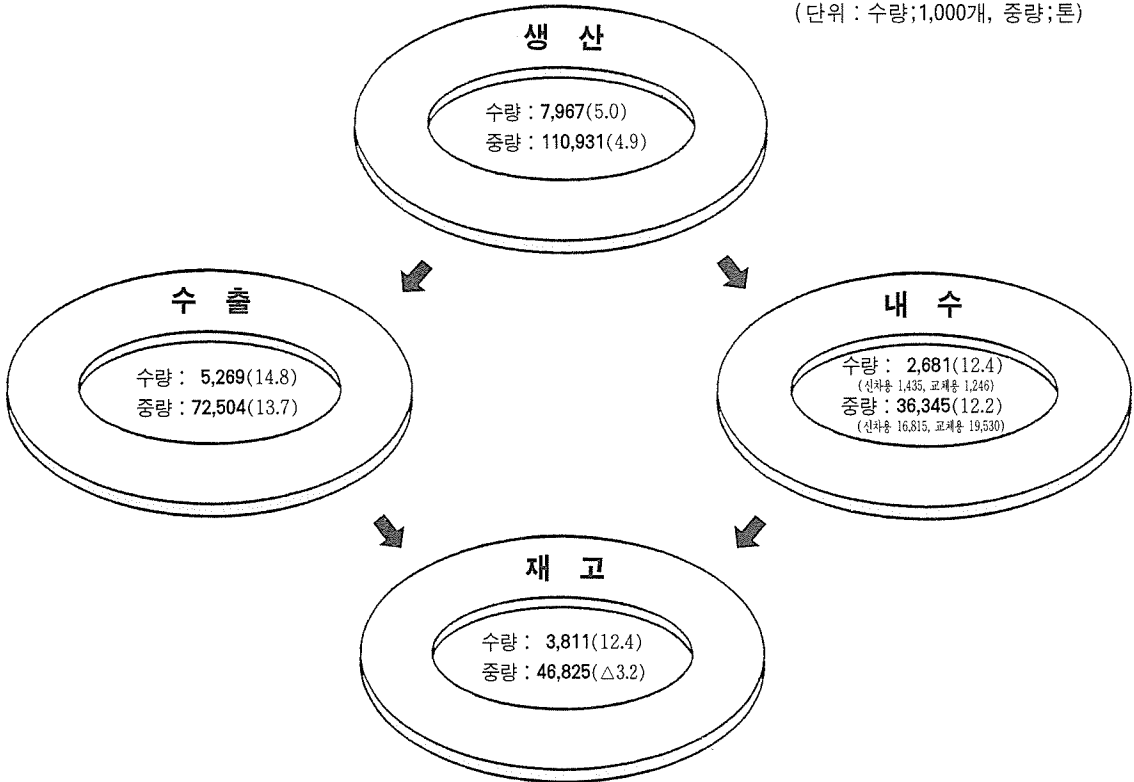 (단위 : 수량;1,000개, 중량;톤)
생 산
수량 : 7,967(5.0)
중량 : 110,931(4.9)
수 출
수량 : 5,269(14.8)
중량 : 72,504(13.7)
내 수
수량 : 2,681(12.4)
(신차용 1,435, 교체용 1,246)
중량 : 36,345(12.2)
(신차용 16,815, 교체용 19,530)
재 고
수량 : 3,811(12.4)
중량 : 46,825(△3.2)